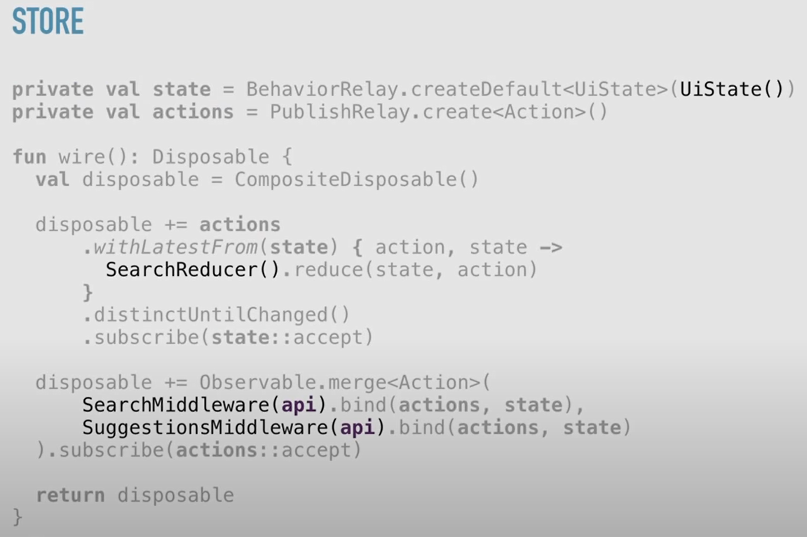 STORE
private val state = BehaviorRelay.createDefault<UiState>(UiState())
private val actions = PublishRelay.create<Action>()
fun wire(): Disposable {
val disposable = CompositeDisposable()
disposable += actions
.withLatestFrom(state) { action, state ->
SearchReducer().reduce(state, action)
}
.distinctUntilChanged()
.subscribe(state::accept)
disposable += Observable.merge<Action>(
SearchMiddleware(api).bind(actions, state),
SuggestionsMiddleware(api).bind(actions, state)
).subscribe(actions::accept)
return disposable
}